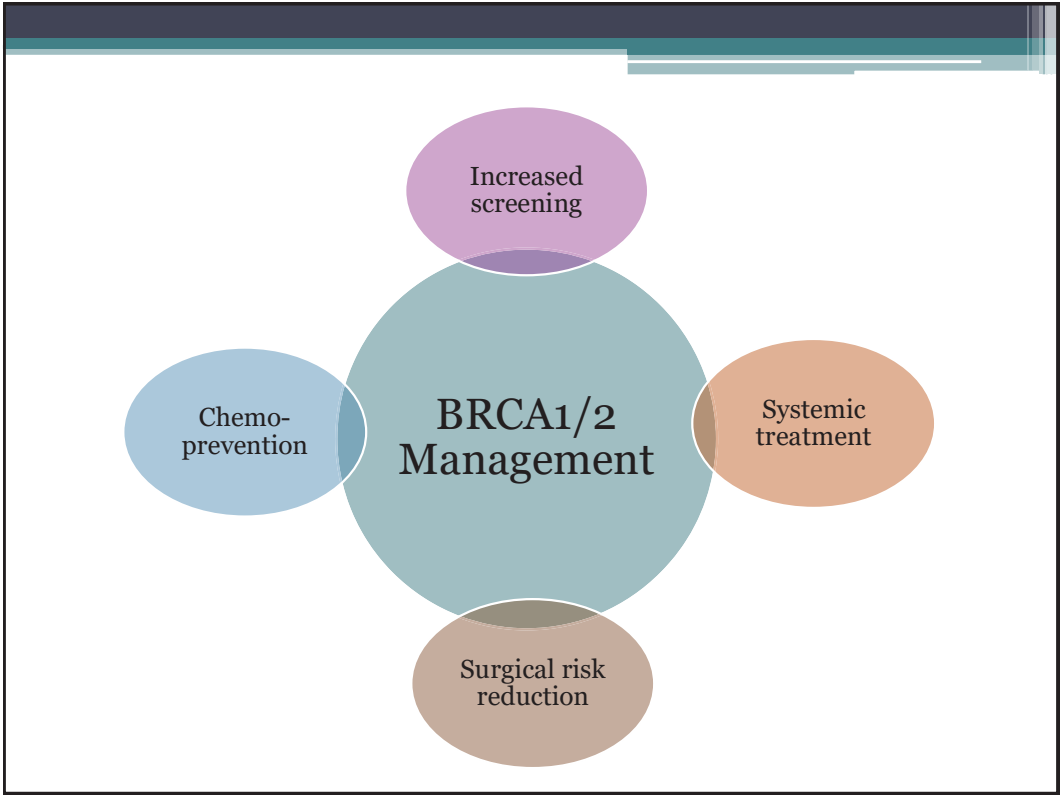 Increased
screening
Chemo-
prevention
BRCA1/2
Management
Systemic
treatment
Surgical risk
reduction